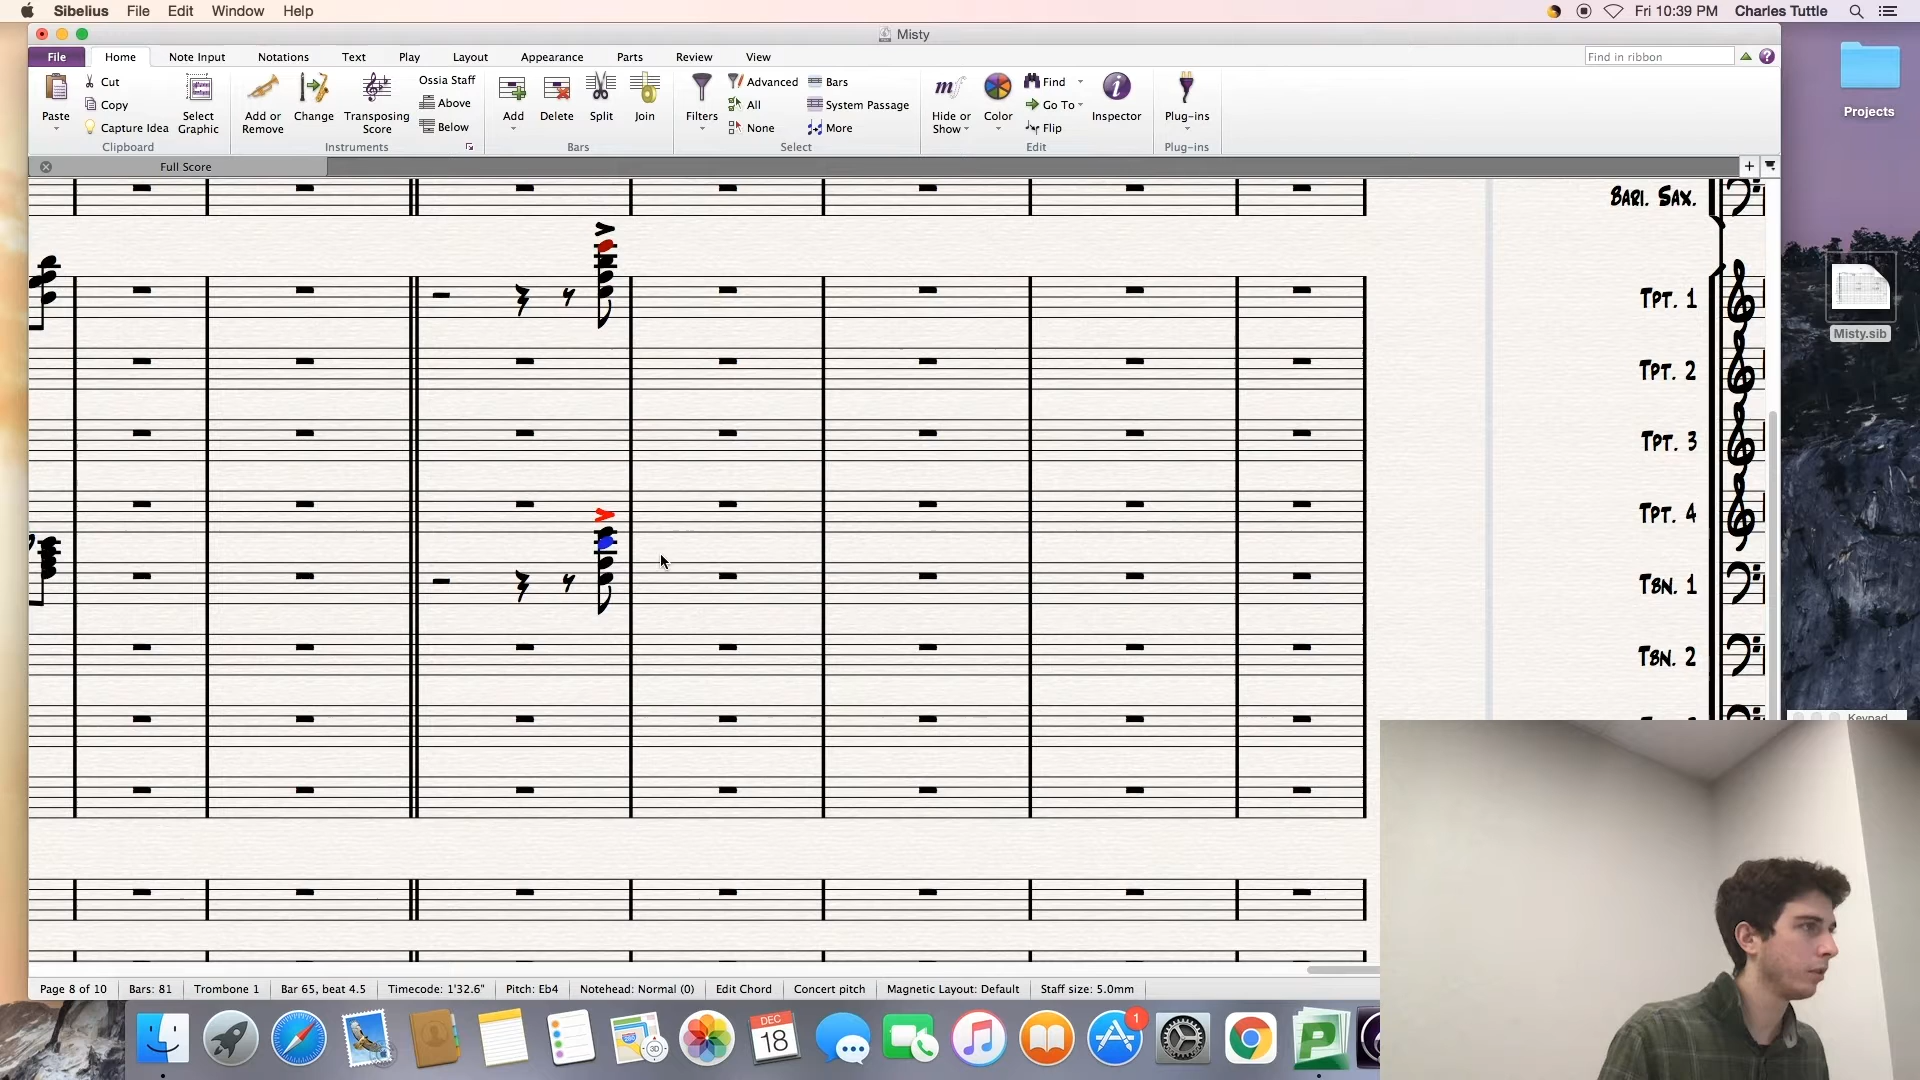 Sibelius File Edit Window Help Fri 10:39 PM Charles Tuttle
Misty
File Home Note Input Notations Text Play Layout Appearance Parts Review View Find in ribbon
Paste Cut Copy Capture Idea Select Graphic Add or Remove Change Transposing Score Ossia Staff Above Below Add Delete Split Join Filters Advanced All None Bars System Passage More Hide or Show Color Find Go To Flip Inspector Plug-ins
Clipboard Instruments Bars Select Edit Plug-ins
Full Score
Projects
Misty.sib
Bari. Sax.
Tpt. 1
Tpt. 2
Tpt. 3
Tpt. 4
Tbn. 1
Tbn. 2
Keypad
Page 8 of 10 Bars: 81 Trombone 1 Bar 65, beat 4.5 Timecode: 1'32.6" Pitch: Eb4 Notehead: Normal (0) Edit Chord Concert pitch Magnetic Layout: Default Staff size: 5.0mm
DEC
18
1